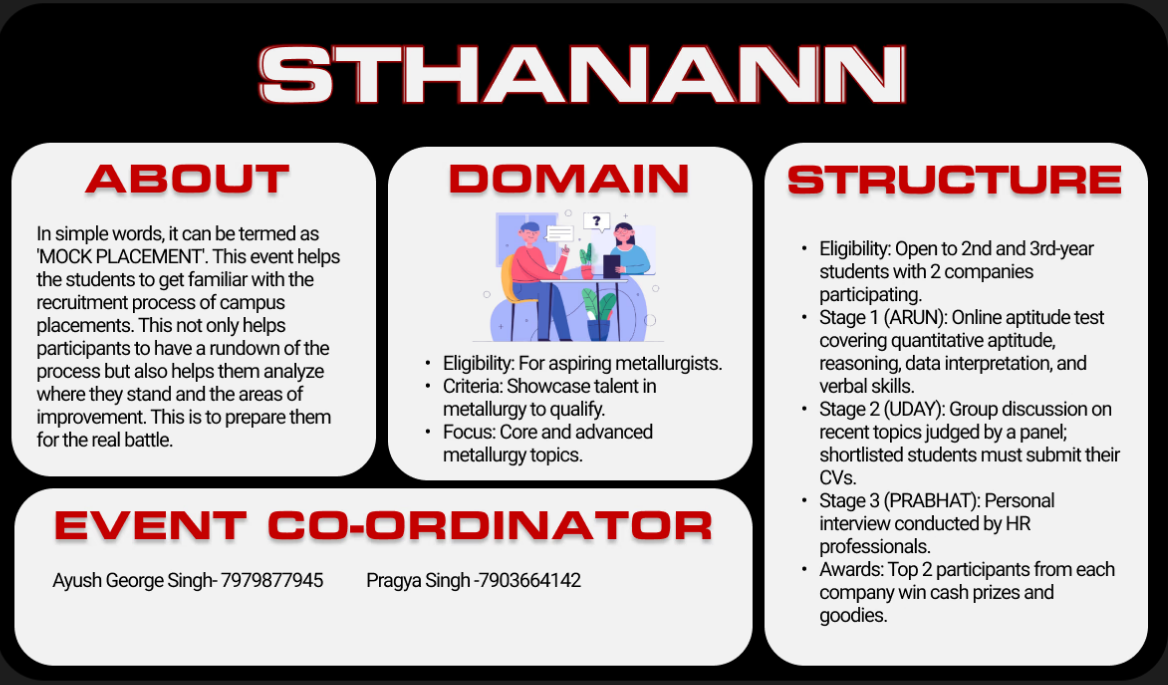 STHANANN
ABOUT
In simple words, it can be termed as
'MOCK PLACEMENT'. This event helps
the students to get familiar with the
recruitment process of campus
placements. This not only helps
participants to have a rundown of the
process but also helps them analyze
where they stand and the areas of
improvement. This is to prepare them
for the real battle.
DOMAIN
?
• Eligibility: For aspiring metallurgists.
• Criteria: Showcase talent in
metallurgy to qualify.
• Focus: Core and advanced
metallurgy topics.
STRUCTURE
• Eligibility: Open to 2nd and 3rd-year
students with 2 companies
participating.
• Stage 1 (ARUN): Online aptitude test
covering quantitative aptitude,
reasoning, data interpretation, and
verbal skills.
• Stage 2 (UDAY): Group discussion on
recent topics judged by a panel;
shortlisted students must submit their
CVs.
• Stage 3 (PRABHAT): Personal
interview conducted by HR
professionals.
• Awards: Top 2 participants from each
company win cash prizes and
goodies.
EVENT CO-ORDINATOR
Ayush George Singh- 7979877945 Pragya Singh -7903664142